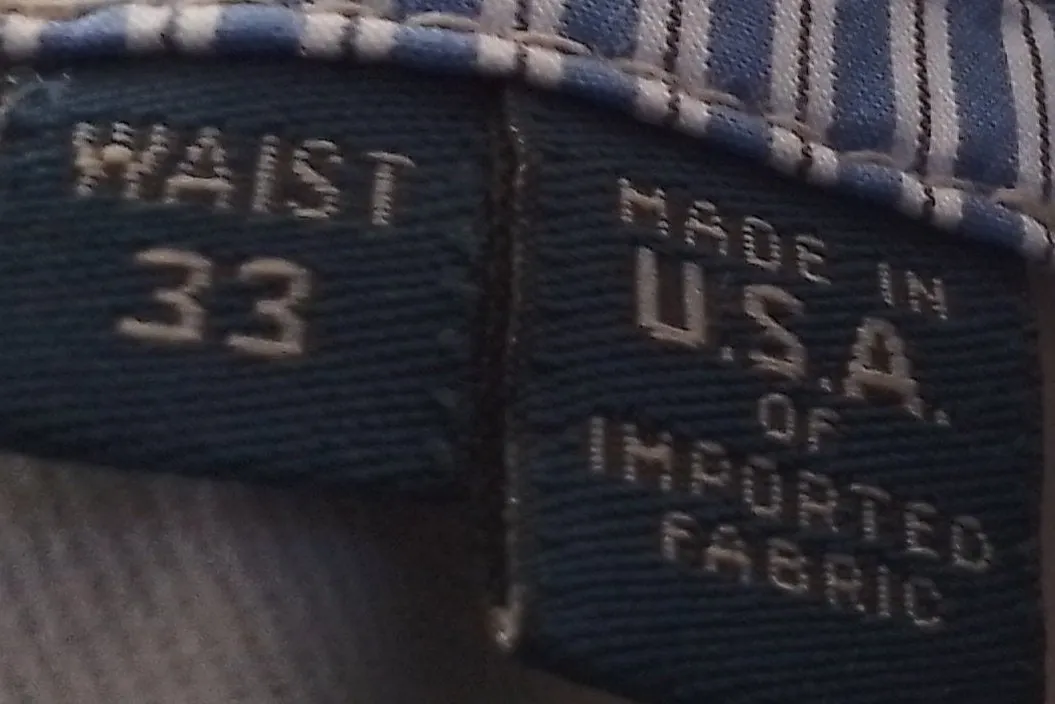 WAIST
33
MADE IN
U.S.A.
OF
IMPORTED
FABRIC